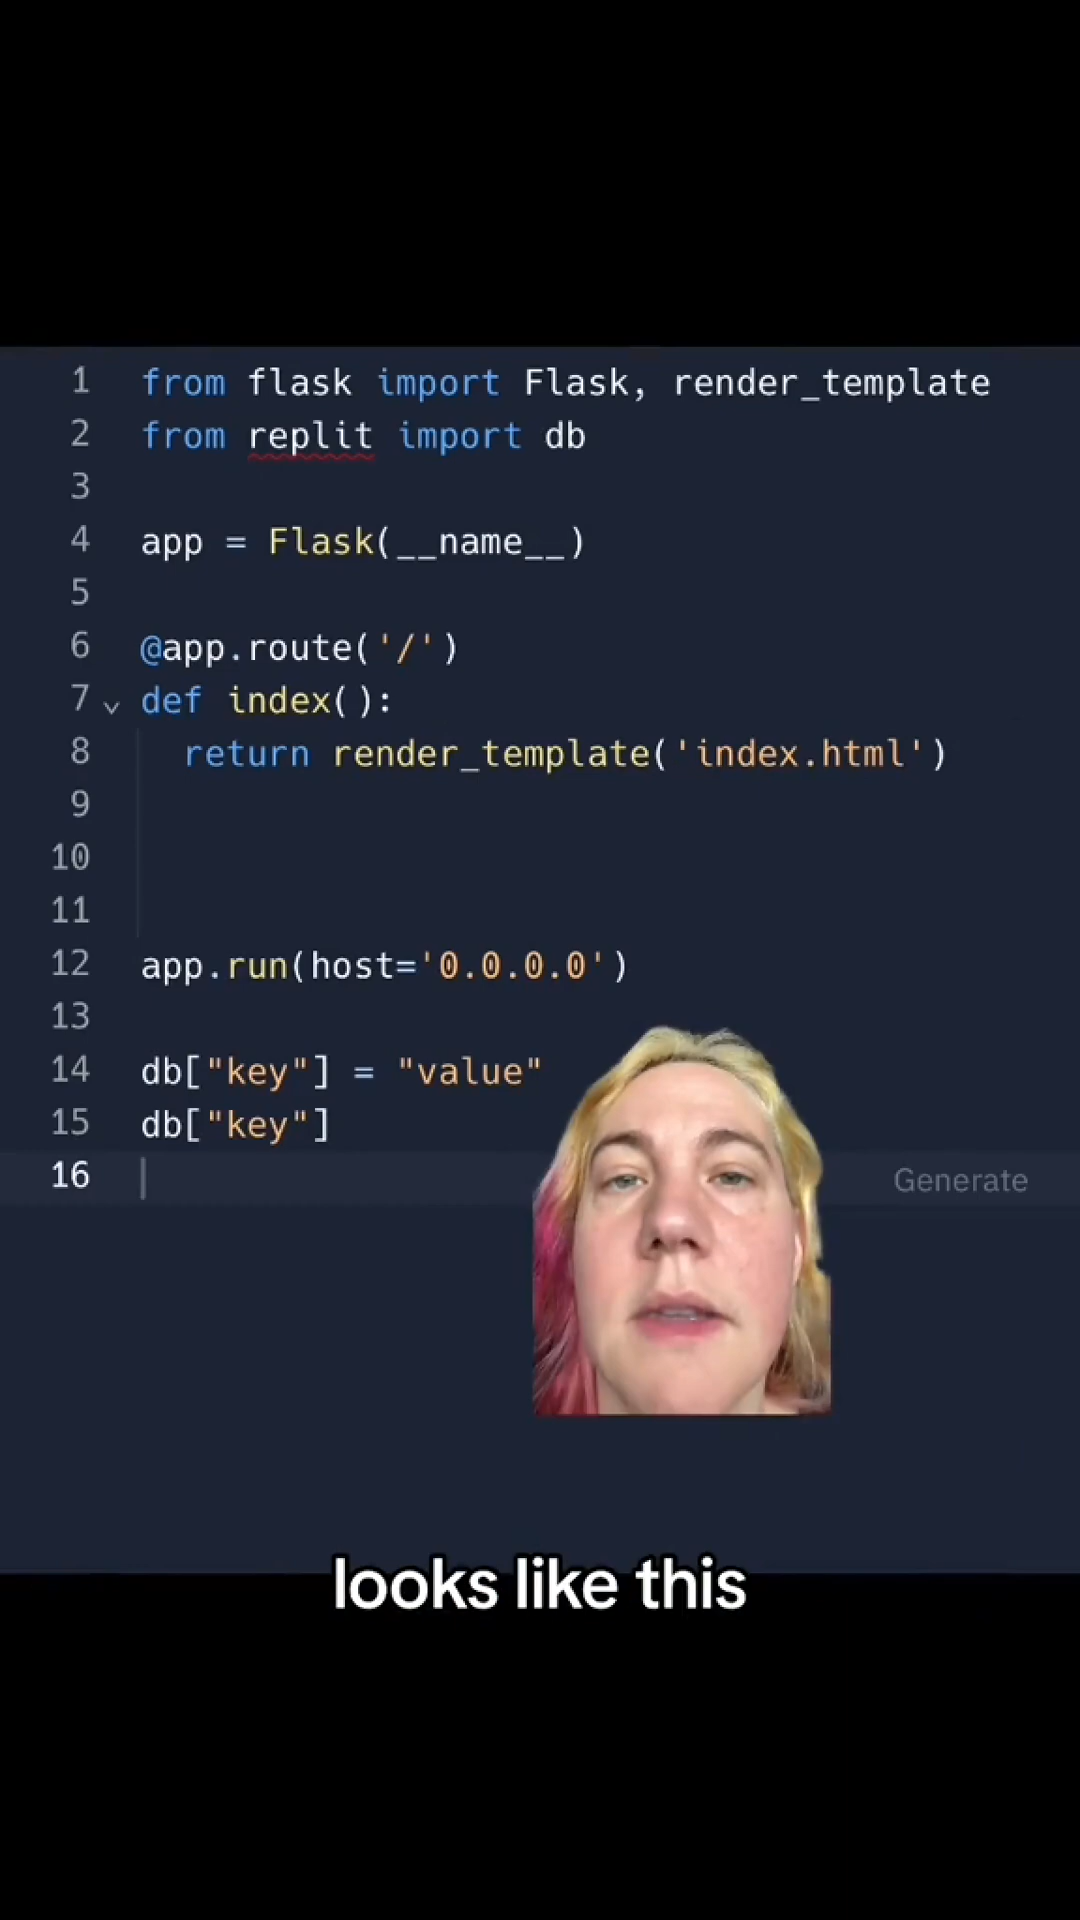 1 from flask import Flask, render_template
2 from replit import db
3
4 app = Flask(__name__)
5
6 @app.route('/')
7 def index():
8 return render_template('index.html')
9
10
11
12 app.run(host='0.0.0.0')
13
14 db["key"] = "value"
15 db["key"]
16 Generate
looks like this